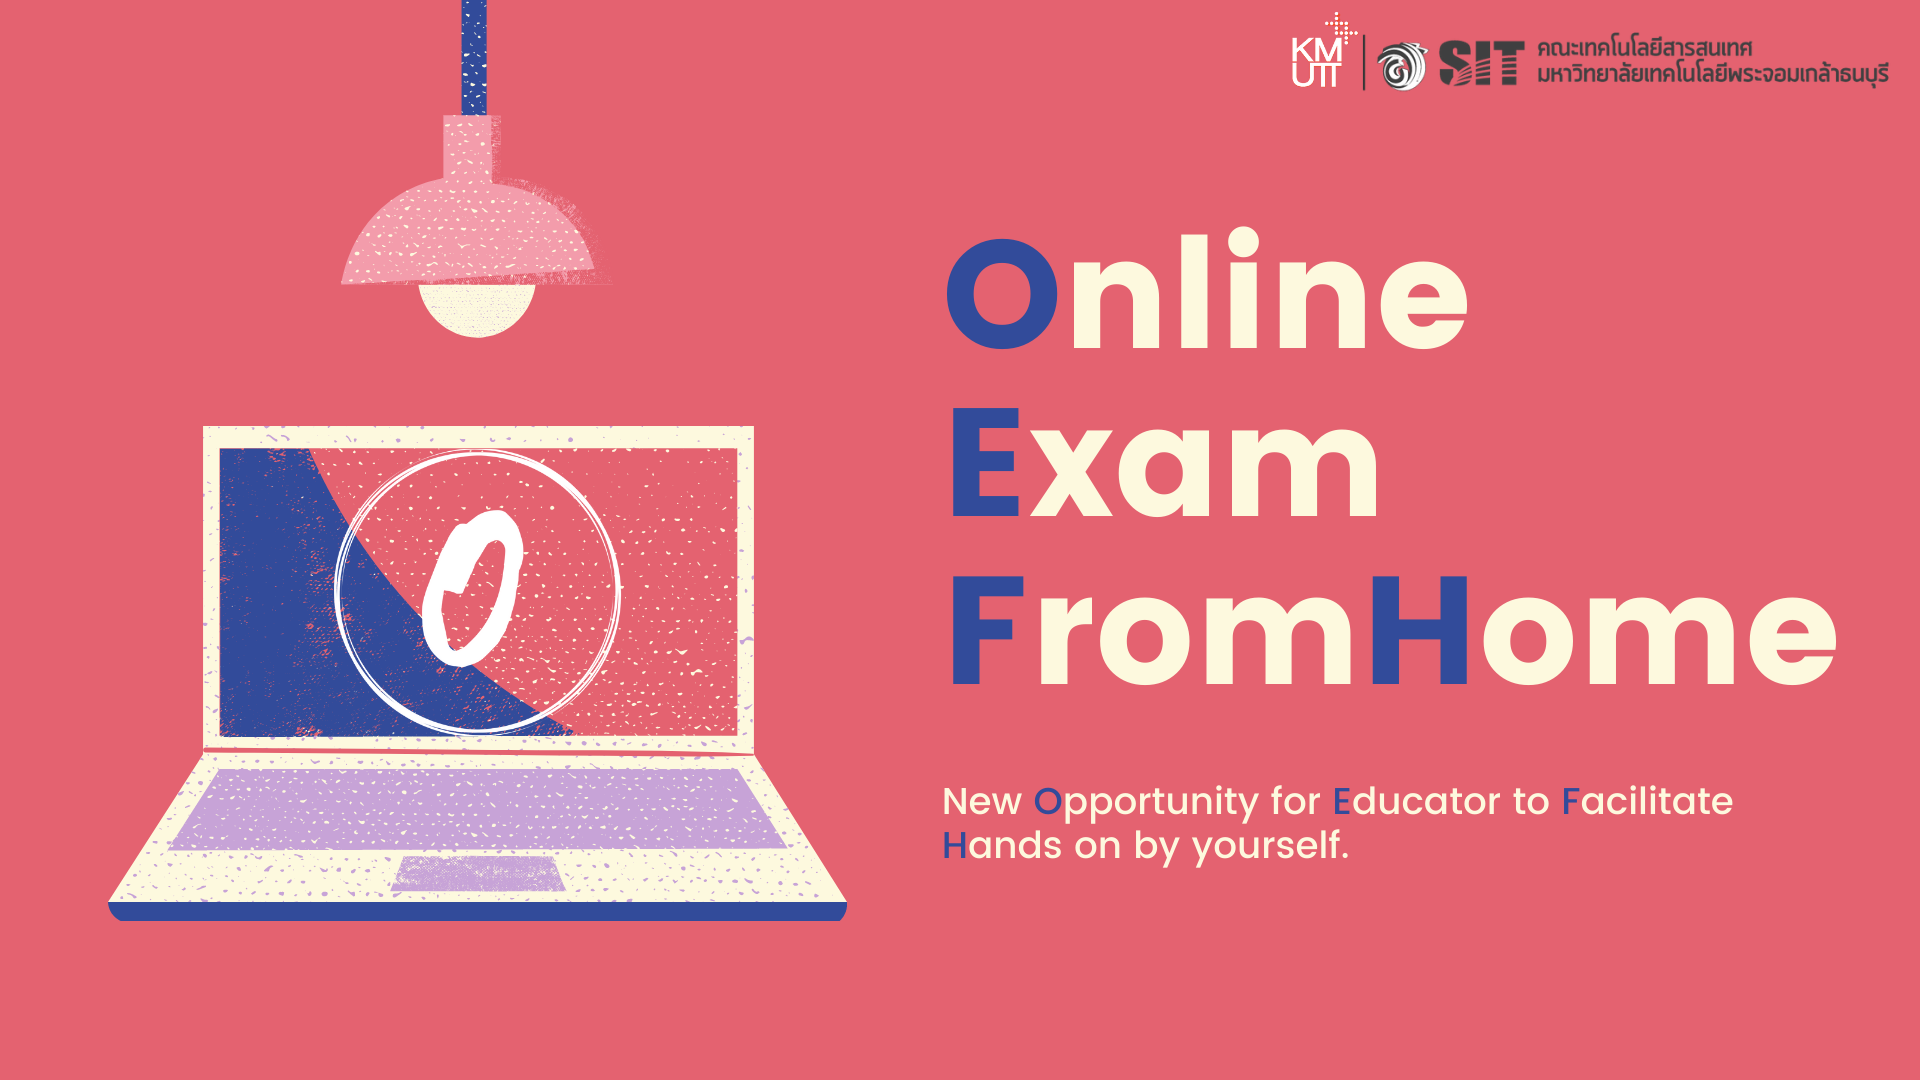 KM
UTT
SIT
คณะเทคโนโลยีสารสนเทศ
มหาวิทยาลัยเทคโนโลยีพระจอมเกล้าธนบุรี
Online
Exam
FromHome
0
New Opportunity for Educator to Facilitate
Hands on by yourself.